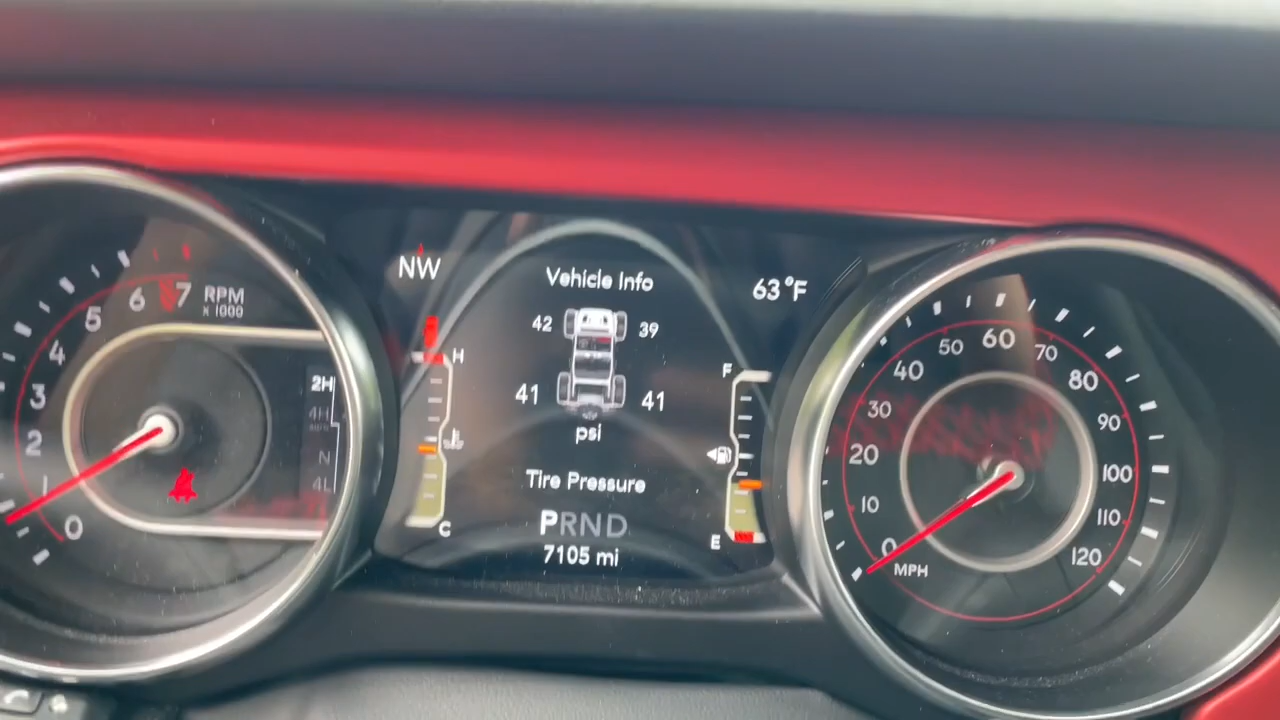 NW
Vehicle Info
63°F
42 39
41 41
psi
Tire Pressure
PRND
7105 mi
H
C
F
E
RPM
x 1000
0 1 2 3 4 5 6 7
2H
4H
N
4L
0 10 20 30 40 50 60 70 80 90 100 110 120
MPH